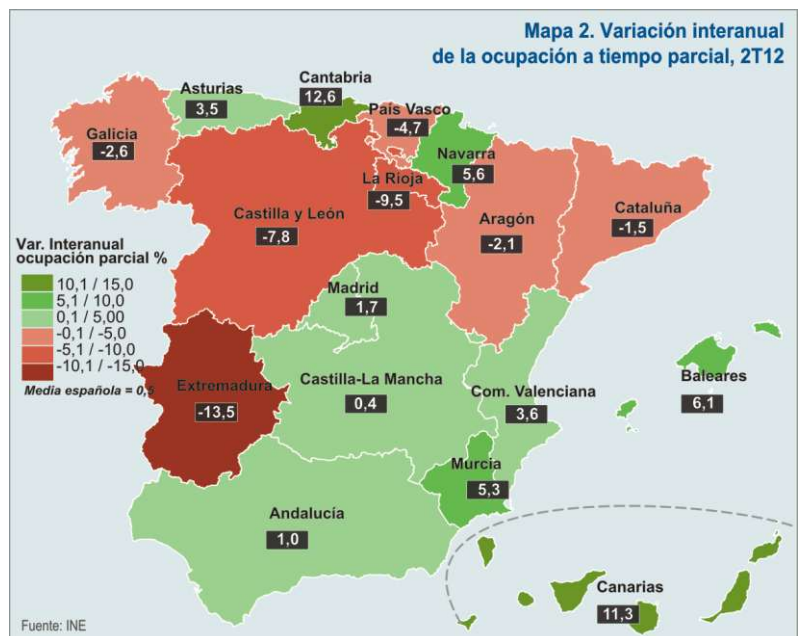 Mapa 2. Variación interanual
de la ocupación a tiempo parcial, 2T12
Asturias
3,5
Cantabria
12,6
País Vasco
-4,7
Galicia
-2,6
Navarra
5,6
La Rioja
-9,5
Castilla y León
-7,8
Aragón
-2,1
Cataluña
-1,5
Var. Interanual
ocupación parcial %
10,1 / 15,0
5,1 / 10,0
0,1 / 5,00
-0,1 / -5,0
-5,1 / -10,0
-10,1 / -15,0
Media española = 0,5
Madrid
1,7
Extremadura
-13,5
Castilla-La Mancha
0,4
Com. Valenciana
3,6
Baleares
6,1
Murcia
5,3
Andalucía
1,0
Canarias
11,3
Fuente: INE